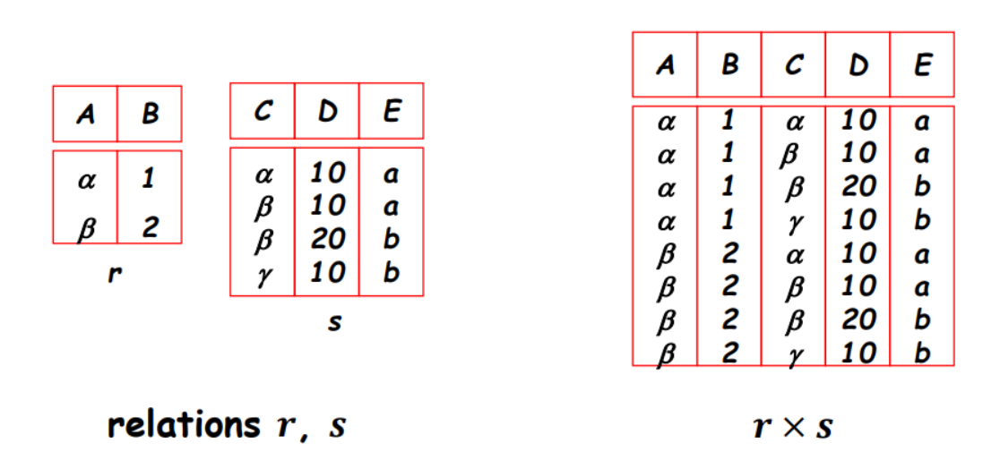 A B
α 1
β 2
r
C D E
α 10 a
β 10 a
β 20 b
γ 10 b
s
relations r, s
A B C D E
α 1 α 10 a
α 1 β 10 a
α 1 β 20 b
α 1 γ 10 b
β 2 α 10 a
β 2 β 10 a
β 2 β 20 b
β 2 γ 10 b
r × s